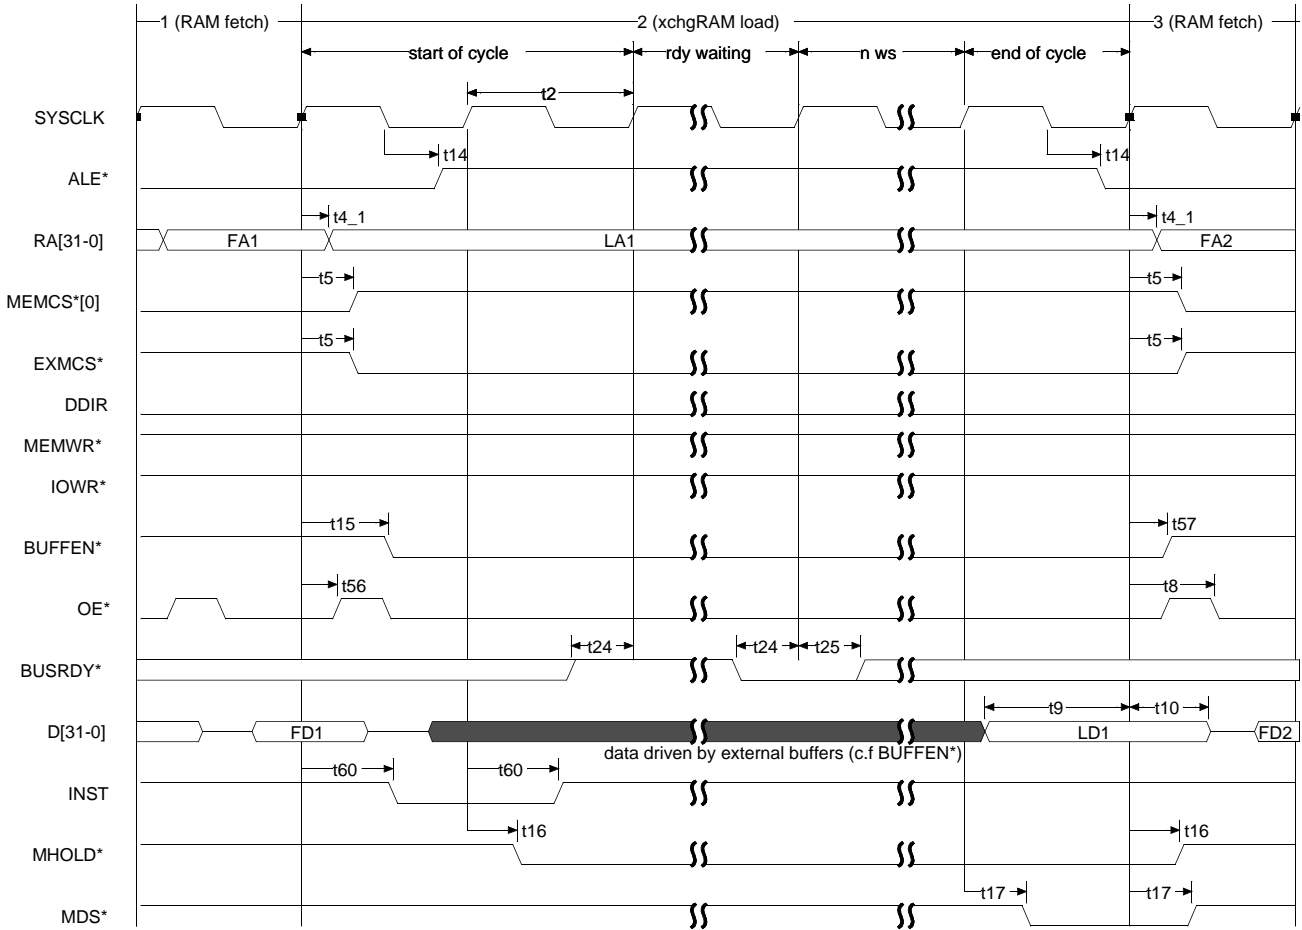 1 (RAM fetch) 2 (xchgRAM load) 3 (RAM fetch)
start of cycle rdy waiting n ws end of cycle
t2
SYSCLK
t14 t14
ALE*
t4_1 t4_1
RA[31-0] FA1 LA1 FA2
t5 t5
MEMCS*[0]
t5 t5
EXMCS*
DDIR
MEMWR*
IOWR*
t15 t57
BUFFEN*
t56 t8
OE*
t24 t24 t25
BUSRDY*
t9 t10
D[31-0] FD1 LD1 FD2
data driven by external buffers (c.f BUFFEN*)
t60 t60
INST
t16 t16
MHOLD*
t17 t17
MDS*